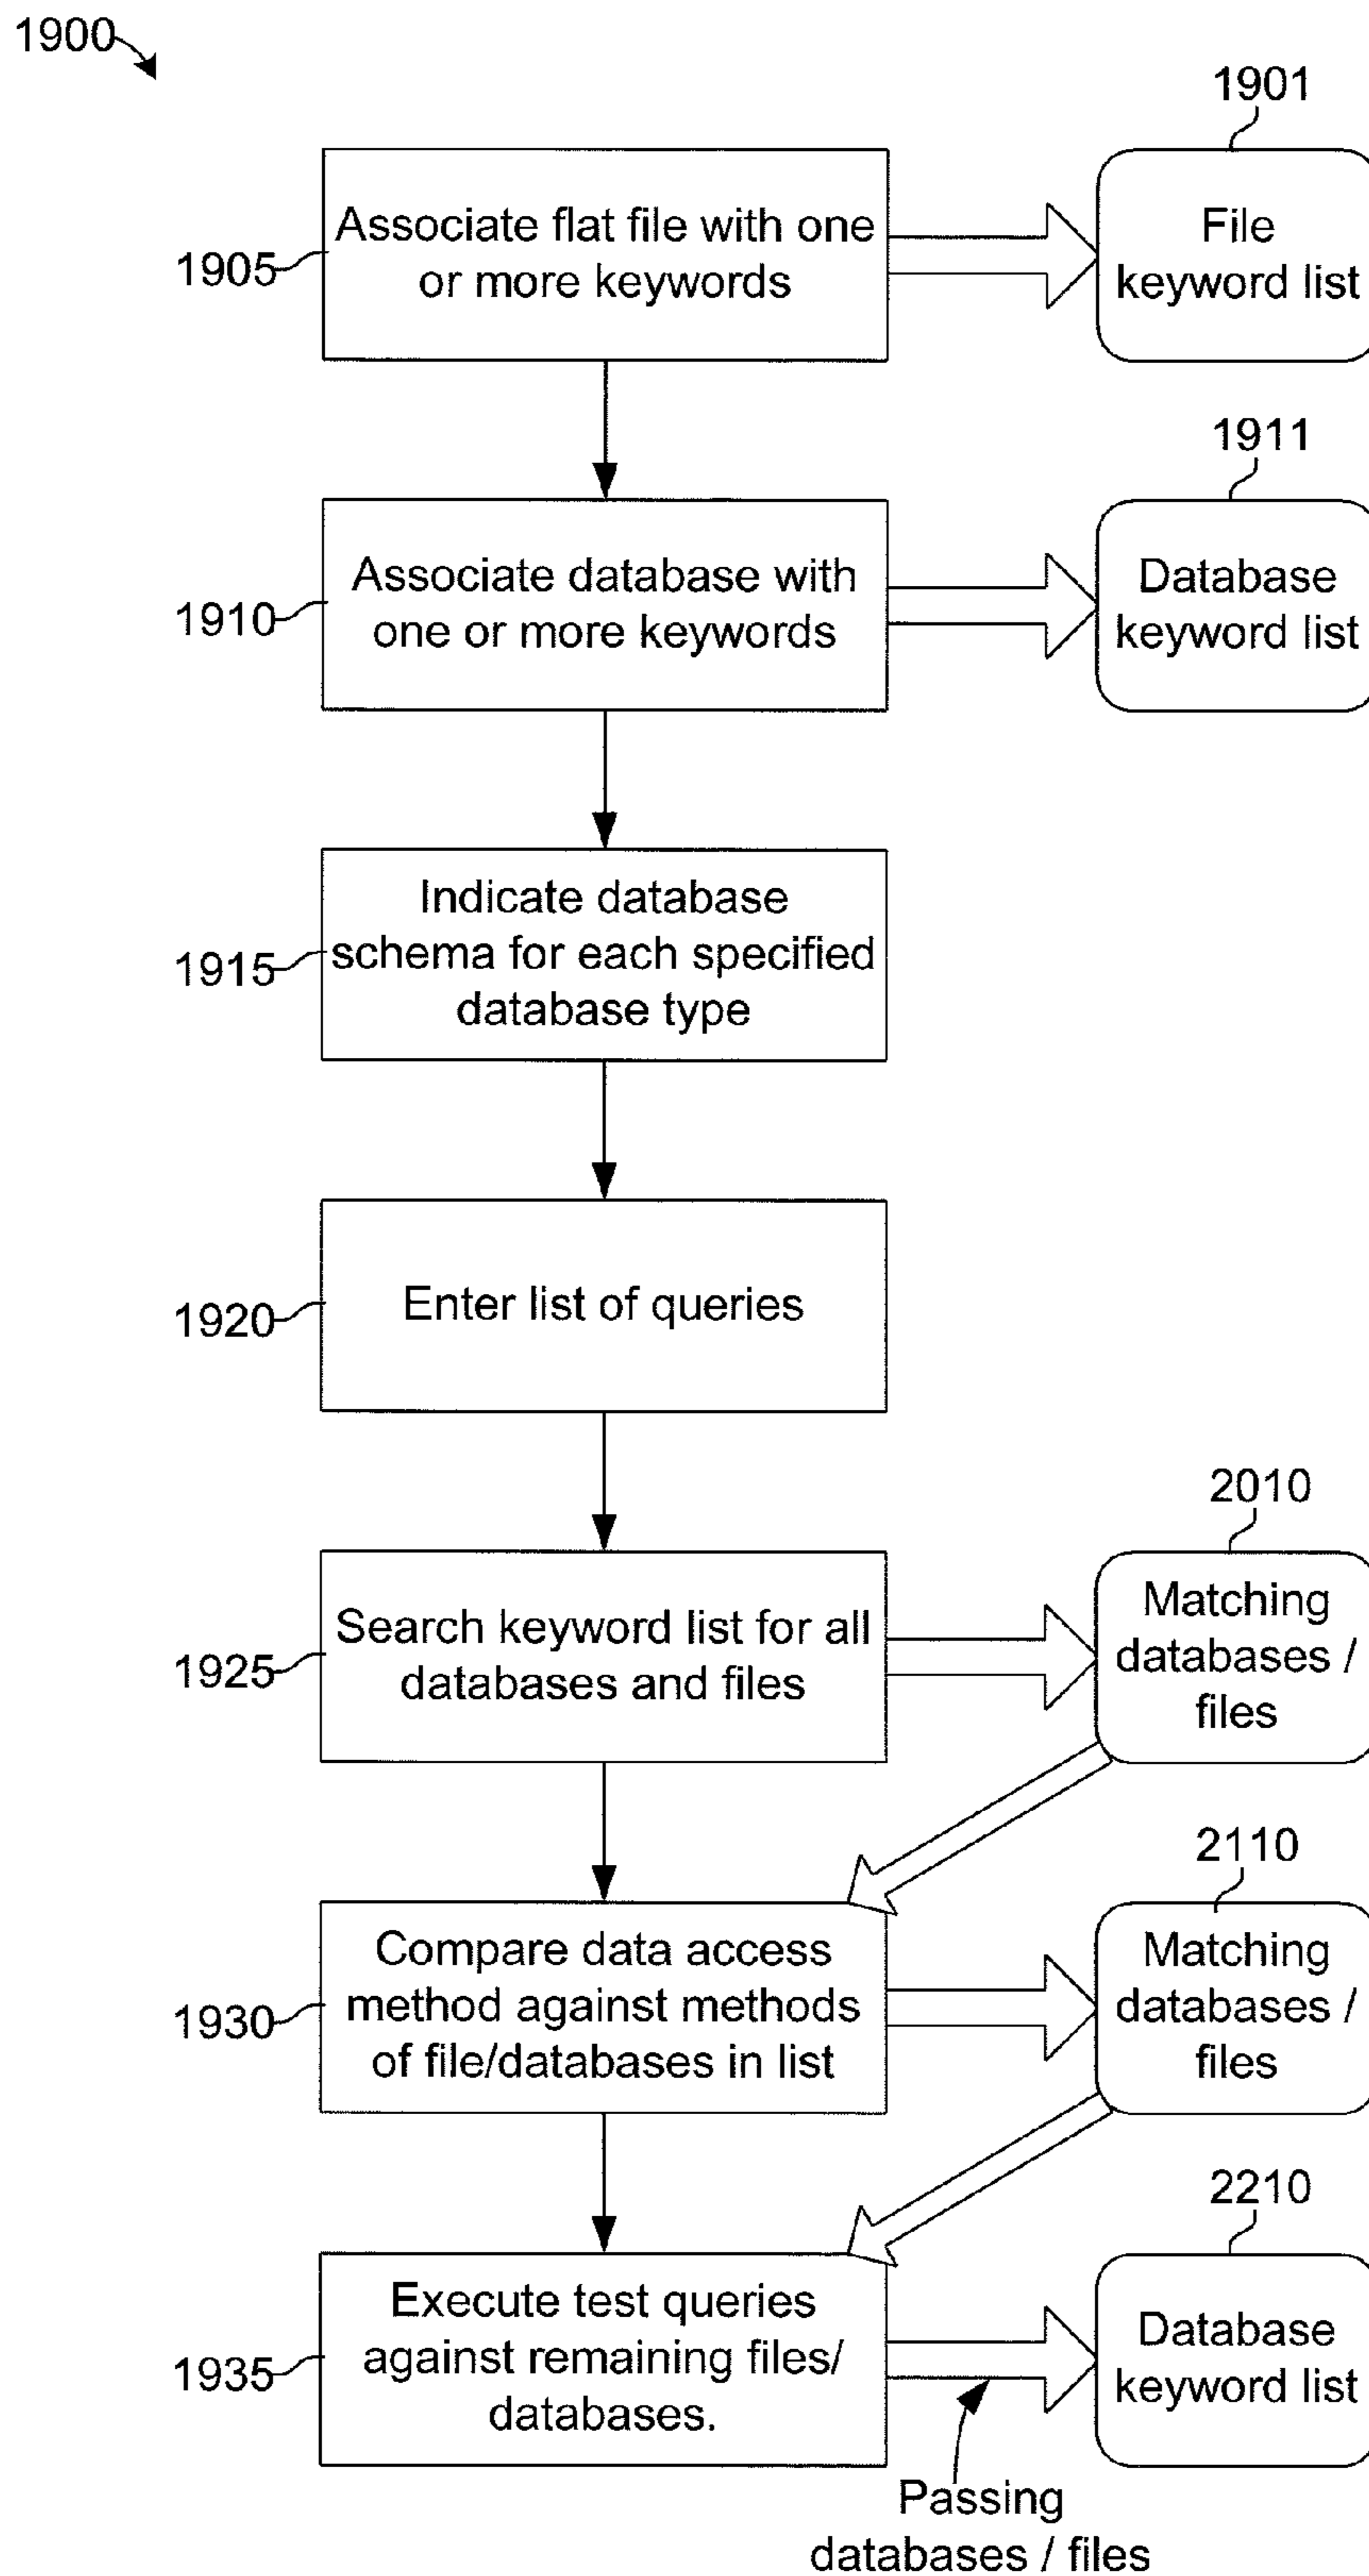 1900
1901
Associate flat file with one
or more keywords
1905
File
keyword list
1911
Associate database with
one or more keywords
1910
Database
keyword list
Indicate database
schema for each specified
database type
1915
Enter list of queries
1920
2010
Search keyword list for all
databases and files
1925
Matching
databases /
files
2110
Compare data access
method against methods
of file/databases in list
1930
Matching
databases /
files
2210
Execute test queries
against remaining files/
databases.
1935
Database
keyword list
Passing
databases / files